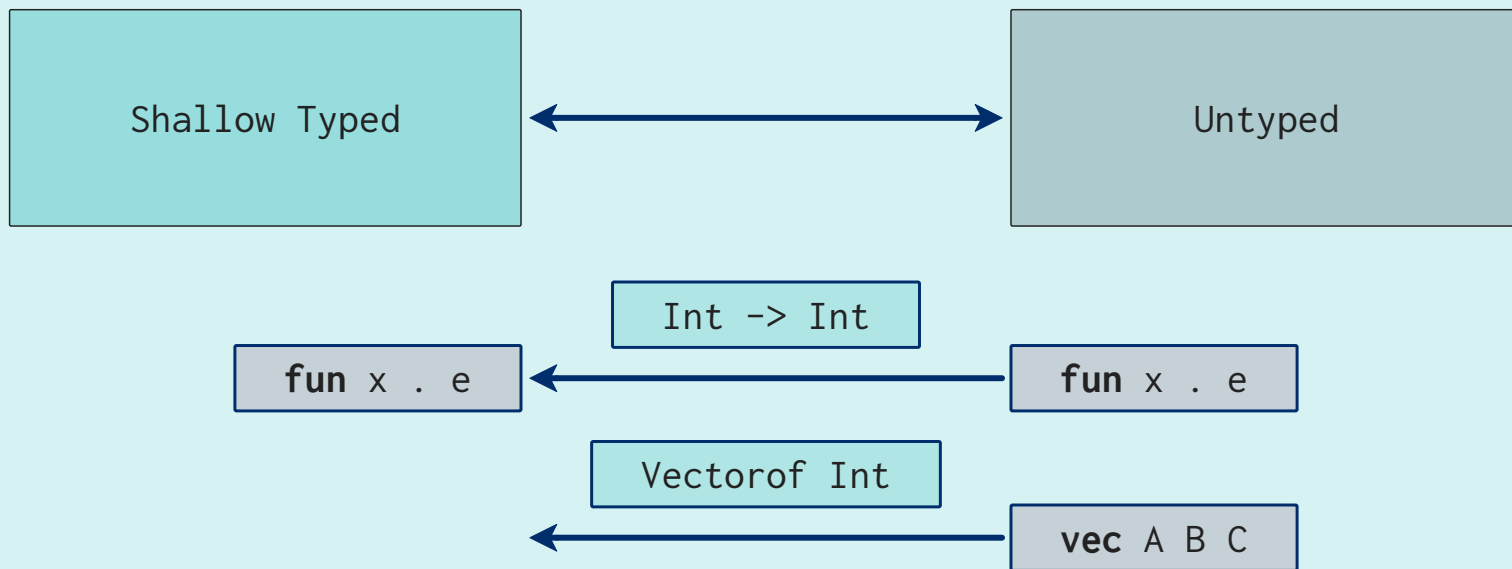 Shallow Typed
Untyped
Int -> Int
fun x . e
fun x . e
Vectorof Int
vec A B C